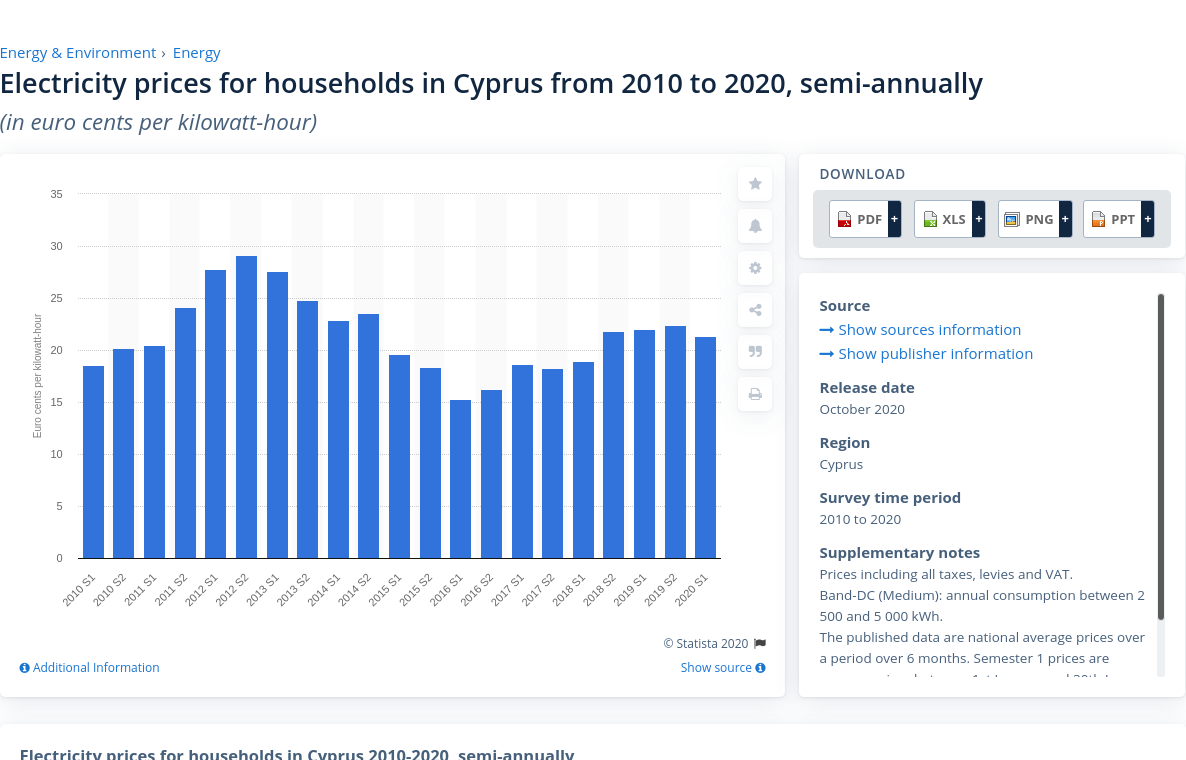 Energy & Environment › Energy
Electricity prices for households in Cyprus from 2010 to 2020, semi-annually
(in euro cents per kilowatt-hour)
35
30
25
20
15
10
5
0
Euro cents per kilowatt-hour
2010 S1
2010 S2
2011 S1
2011 S2
2012 S1
2012 S2
2013 S1
2013 S2
2014 S1
2014 S2
2015 S1
2015 S2
2016 S1
2016 S2
2017 S1
2017 S2
2018 S1
2018 S2
2019 S1
2019 S2
2020 S1
© Statista 2020
Additional Information
Show source
DOWNLOAD
PDF + XLS + PNG + PPT +
Source
Show sources information
Show publisher information
Release date
October 2020
Region
Cyprus
Survey time period
2010 to 2020
Supplementary notes
Prices including all taxes, levies and VAT.
Band-DC (Medium): annual consumption between 2
500 and 5 000 kWh.
The published data are national average prices over
a period over 6 months. Semester 1 prices are
Electricity prices for households in Cyprus 2010-2020, semi-annually